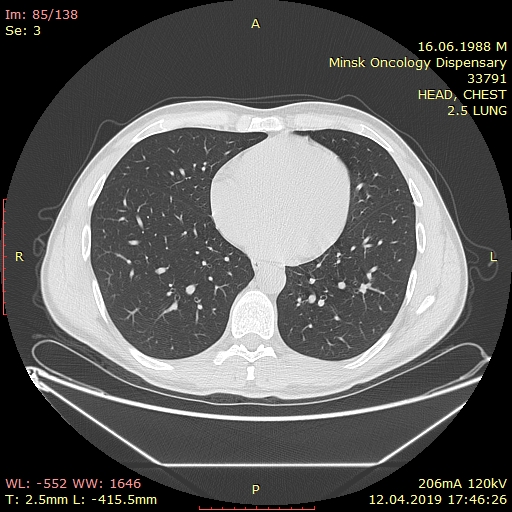 Im: 85/138
Se: 3
A
16.06.1988 M
Minsk Oncology Dispensary
33791
HEAD, CHEST
2.5 LUNG
R
L
WL: -552 WW: 1646
T: 2.5mm L: -415.5mm
P
206mA 120kV
12.04.2019 17:46:26